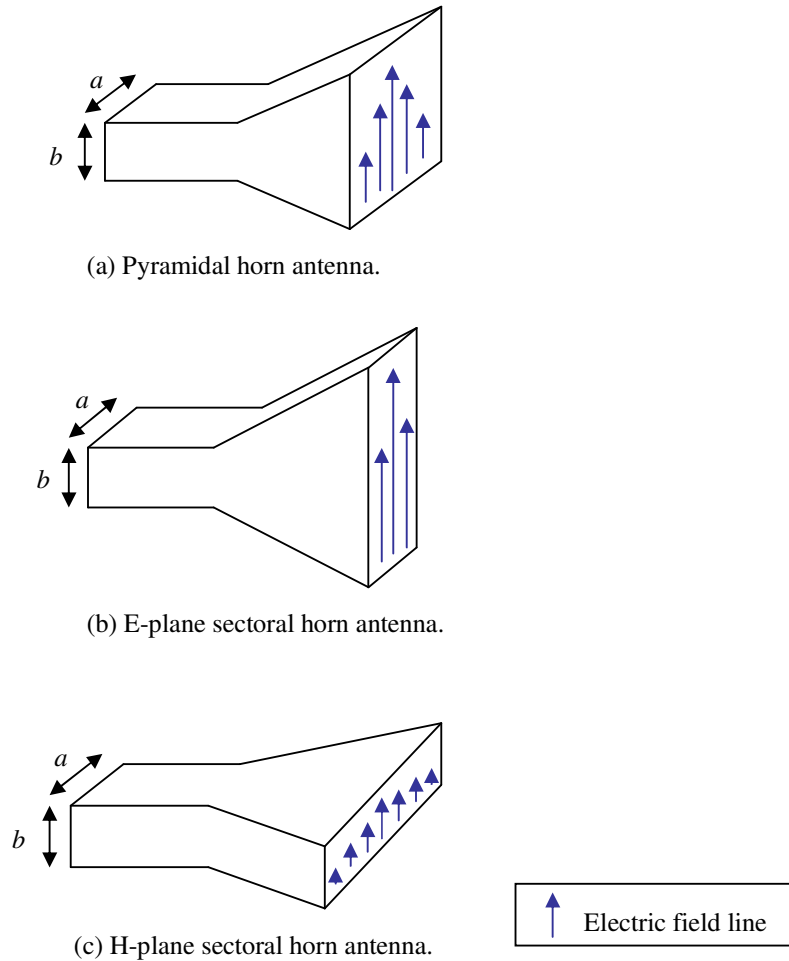 a
b
(a) Pyramidal horn antenna.
a
b
(b) E-plane sectoral horn antenna.
a
b
(c) H-plane sectoral horn antenna.
Electric field line